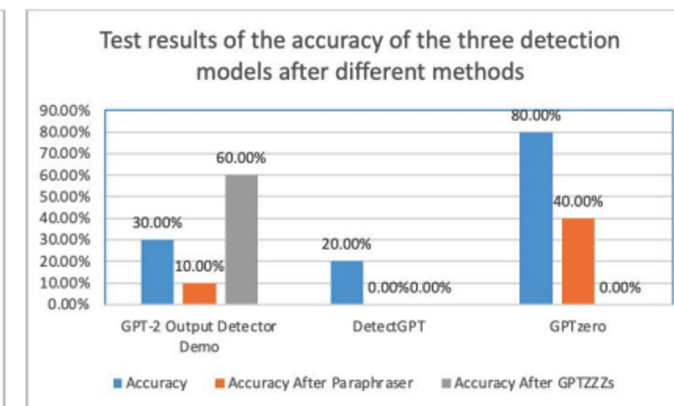 Test results of the accuracy of the three detection
models after different methods
90.00%
80.00%
70.00%
60.00%
50.00%
40.00%
30.00%
20.00%
10.00%
0.00%
30.00%
10.00%
60.00%
20.00%
0.00%0.00%
80.00%
40.00%
0.00%
GPT-2 Output Detector
Demo
DetectGPT
GPTzero
Accuracy
Accuracy After Paraphraser
Accuracy After GPTZZZs